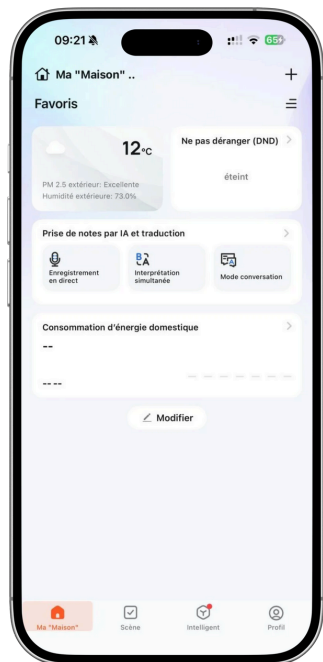 09:21
65
Ma "Maison" ..
Favoris
12°C
PM 2.5 extérieur: Excellente
Humidité extérieure: 73.0%
Ne pas déranger (DND)
éteint
Prise de notes par IA et traduction
Enregistrement
en direct
Interprétation
simultanée
Mode conversation
Consommation d'énergie domestique
--
-- --
Modifier
Ma "Maison"
Scène
Intelligent
Profil